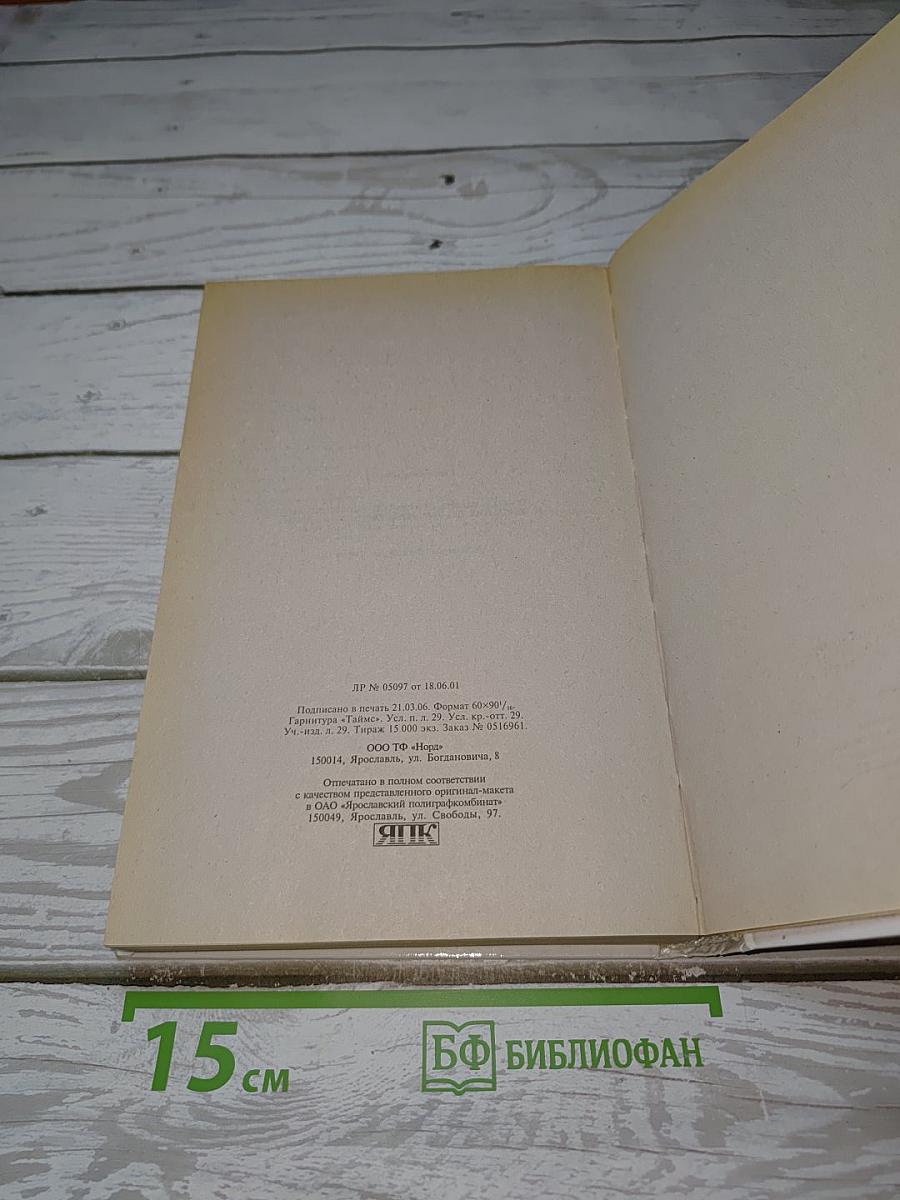 ЛР № 05097 от 18.06.01
Подписано в печать 21.03.06. Формат 60×90¹/₁₆.
Гарнитура «Таймс». Усл. п. л. 29. Усл. кр.-отт. 29.
Уч.-изд. л. 29. Тираж 15 000 экз. Заказ № 0516961.
ООО ТФ «Норд»
150014, Ярославль, ул. Богдановича, 8
Отпечатано в полном соответствии
с качеством представленного оригинал-макета
в ОАО «Ярославский полиграфкомбинат»
150049, Ярославль, ул. Свободы, 97.
ЯПК
15 см
БФ БИБЛИОФАН